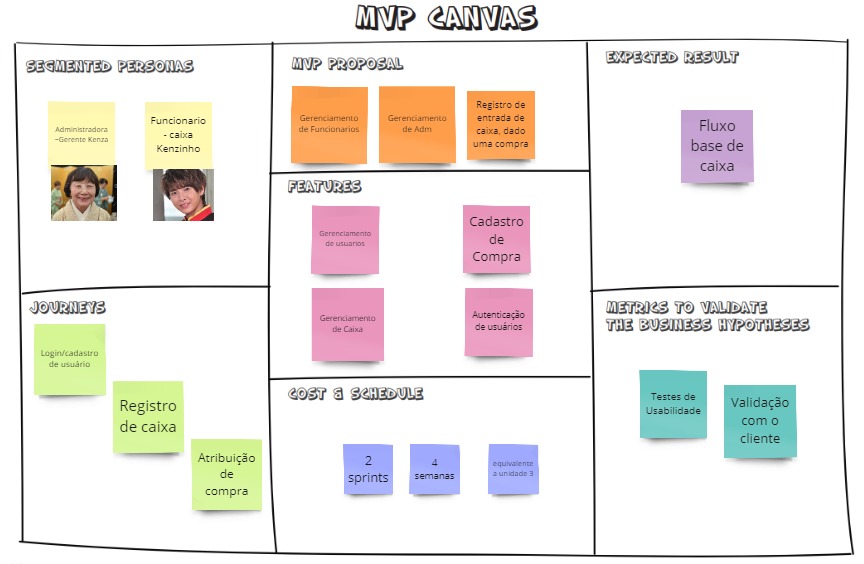 MVP CANVAS
SEGMENTED PERSONAS
Administradora
-Gerente Kenza
Funcionario
- caixa
Kenzinho
MVP PROPOSAL
Gerenciamento
de Funcionarios
Gerenciamento
de Adm
Registro de
entrada de
caixa, dado
uma compra
EXPECTED RESULT
Fluxo
base de
caixa
FEATURES
Gerenciamento
de usuarios
Cadastro
de
Compra
Gerenciamento
de Caixa
Autenticação
de usuários
JOURNEYS
Login/cadastro
de usuário
Registro
de caixa
Atribuição
de
compra
COST & SCHEDULE
2
sprints
4
semanas
equivalente
a unidade 3
METRICS TO VALIDATE
THE BUSINESS HYPOTHESES
Testes de
Usabilidade
Validação
com o
cliente